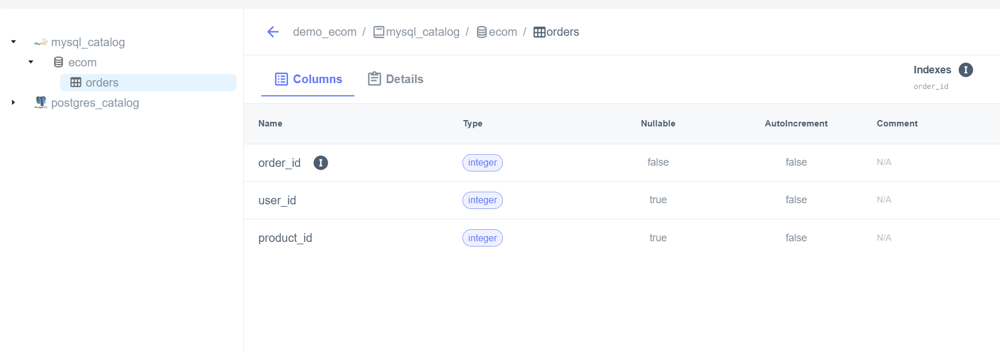 mysql_catalog
ecom
orders
postgres_catalog
demo_ecom / mysql_catalog / ecom / orders
Columns Details
Indexes I
order_id
Name Type Nullable AutoIncrement Comment
order_id I integer false false N/A
user_id integer true false N/A
product_id integer true false N/A